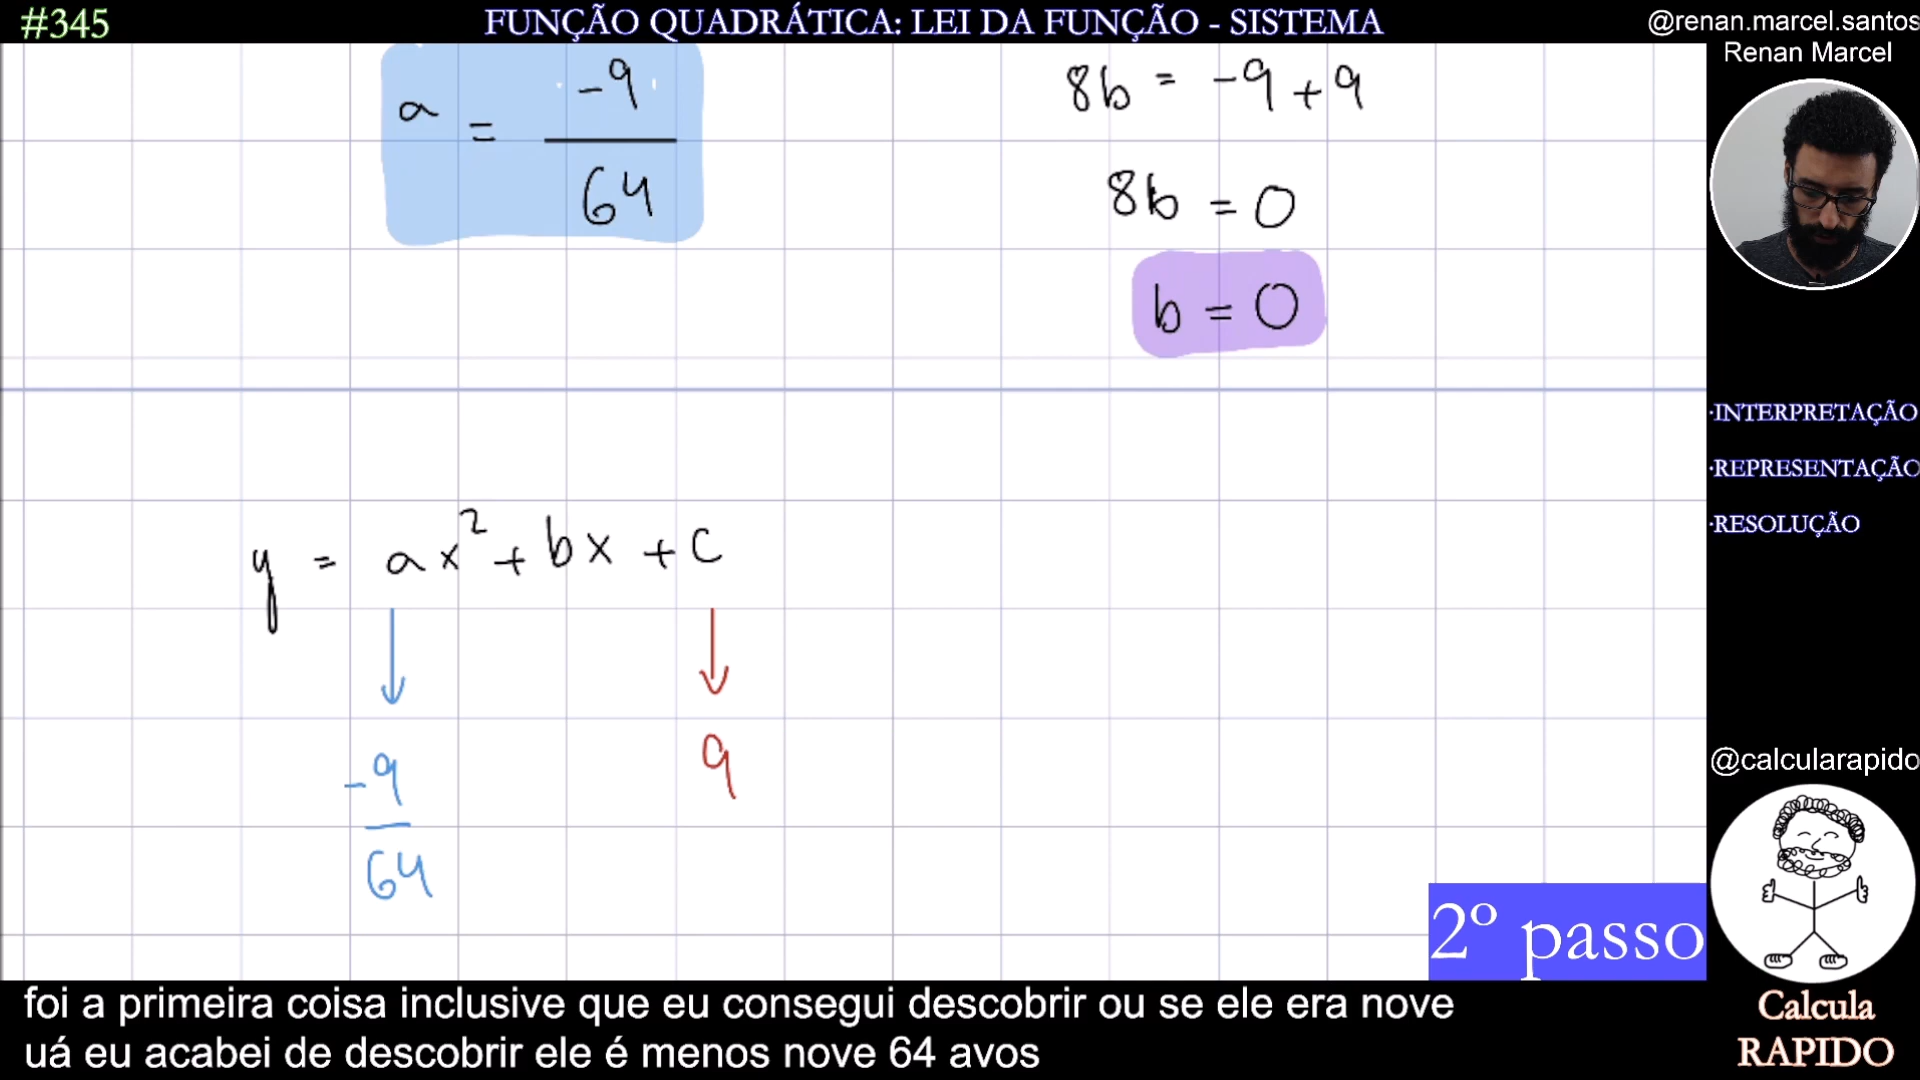 #345
FUNÇÃO QUADRÁTICA: LEI DA FUNÇÃO - SISTEMA
@renan.marcel.santos
Renan Marcel
a = -9/64
8b = -9+9
8b = 0
b = 0
·INTERPRETAÇÃO
·REPRESENTAÇÃO
·RESOLUÇÃO
y = ax² + bx + c
-9/64
9
@calcularapido
2º passo
Calcula
RAPIDO
foi a primeira coisa inclusive que eu consegui descobrir ou se ele era nove
uá eu acabei de descobrir ele é menos nove 64 avos